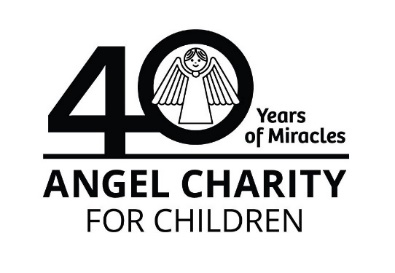 40
Years
of Miracles
ANGEL CHARITY
FOR CHILDREN